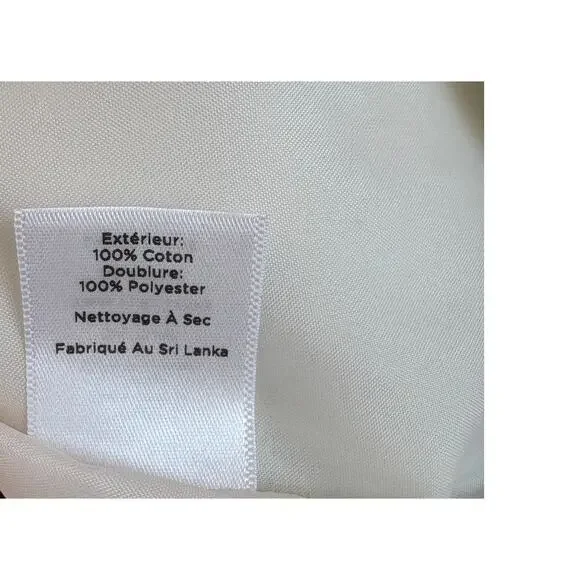 Extérieur:
100% Coton
Doublure:
100% Polyester
Nettoyage À Sec
Fabriqué Au Sri Lanka